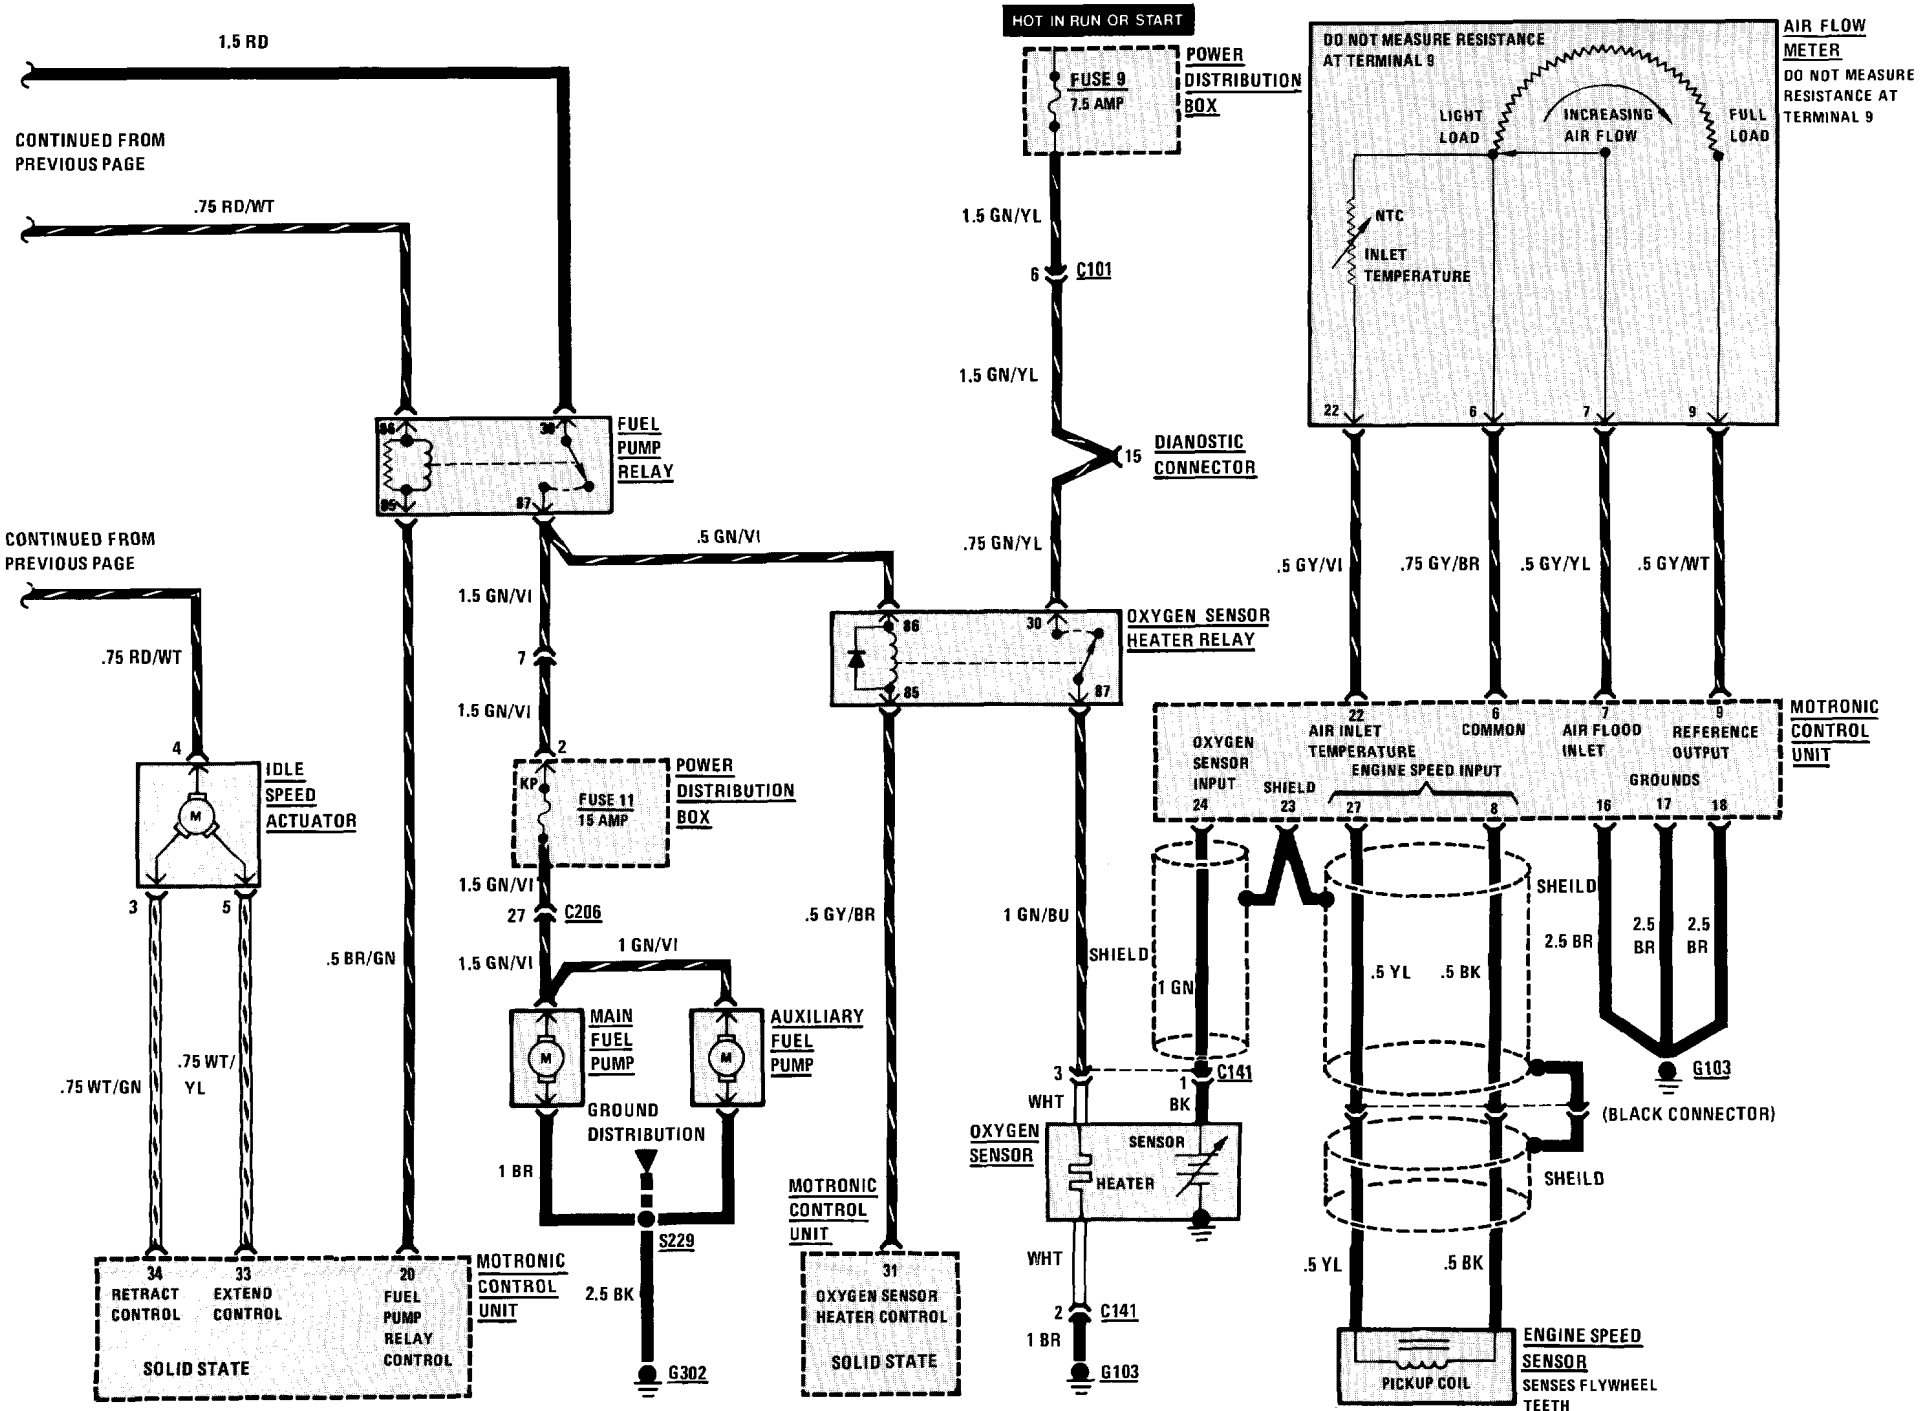 HOT IN RUN OR START
1.5 RD
CONTINUED FROM
PREVIOUS PAGE
.75 RD/WT
FUSE 9
7.5 AMP
POWER
DISTRIBUTION
BOX
1.5 GN/YL
6
C101
1.5 GN/YL
15
DIANOSTIC
CONNECTOR
.75 GN/YL
DO NOT MEASURE RESISTANCE
AT TERMINAL 9
LIGHT
LOAD
INCREASING
AIR FLOW
FULL
LOAD
NTC
INLET
TEMPERATURE
22
6
7
9
AIR FLOW
METER
DO NOT MEASURE
RESISTANCE AT
TERMINAL 9
86
30
85
87
FUEL
PUMP
RELAY
CONTINUED FROM
PREVIOUS PAGE
.75 RD/WT
.5 GN/VI
1.5 GN/VI
7
1.5 GN/VI
2
KP
FUSE 11
15 AMP
POWER
DISTRIBUTION
BOX
1.5 GN/VI
27
C206
1.5 GN/VI
1 GN/VI
86
30
85
87
OXYGEN SENSOR
HEATER RELAY
.5 GY/VI
.75 GY/BR
.5 GY/YL
.5 GY/WT
4
M
IDLE
SPEED
ACTUATOR
3
5
.75 WT/GN
.75 WT/
YL
.5 BR/GN
M
MAIN
FUEL
PUMP
M
AUXILIARY
FUEL
PUMP
GROUND
DISTRIBUTION
1 BR
S229
2.5 BK
G302
.5 GY/BR
1 GN/BU
22
AIR INLET
TEMPERATURE
6
COMMON
7
AIR FLOOD
INLET
9
REFERENCE
OUTPUT
OXYGEN
SENSOR
INPUT
24
SHIELD
23
ENGINE SPEED INPUT
27
8
GROUNDS
16
17
18
MOTRONIC
CONTROL
UNIT
SHIELD
1 GN
SHEILD
.5 YL
.5 BK
2.5 BR
2.5
BR
2.5
BR
G103
3
1
C141
WHT
BK
(BLACK CONNECTOR)
OXYGEN
SENSOR
SENSOR
HEATER
SHEILD
WHT
2
C141
1 BR
G103
.5 YL
.5 BK
PICKUP COIL
ENGINE SPEED
SENSOR
SENSES FLYWHEEL
TEETH
34
RETRACT
CONTROL
33
EXTEND
CONTROL
20
FUEL
PUMP
RELAY
CONTROL
SOLID STATE
MOTRONIC
CONTROL
UNIT
MOTRONIC
CONTROL
UNIT
31
OXYGEN SENSOR
HEATER CONTROL
SOLID STATE